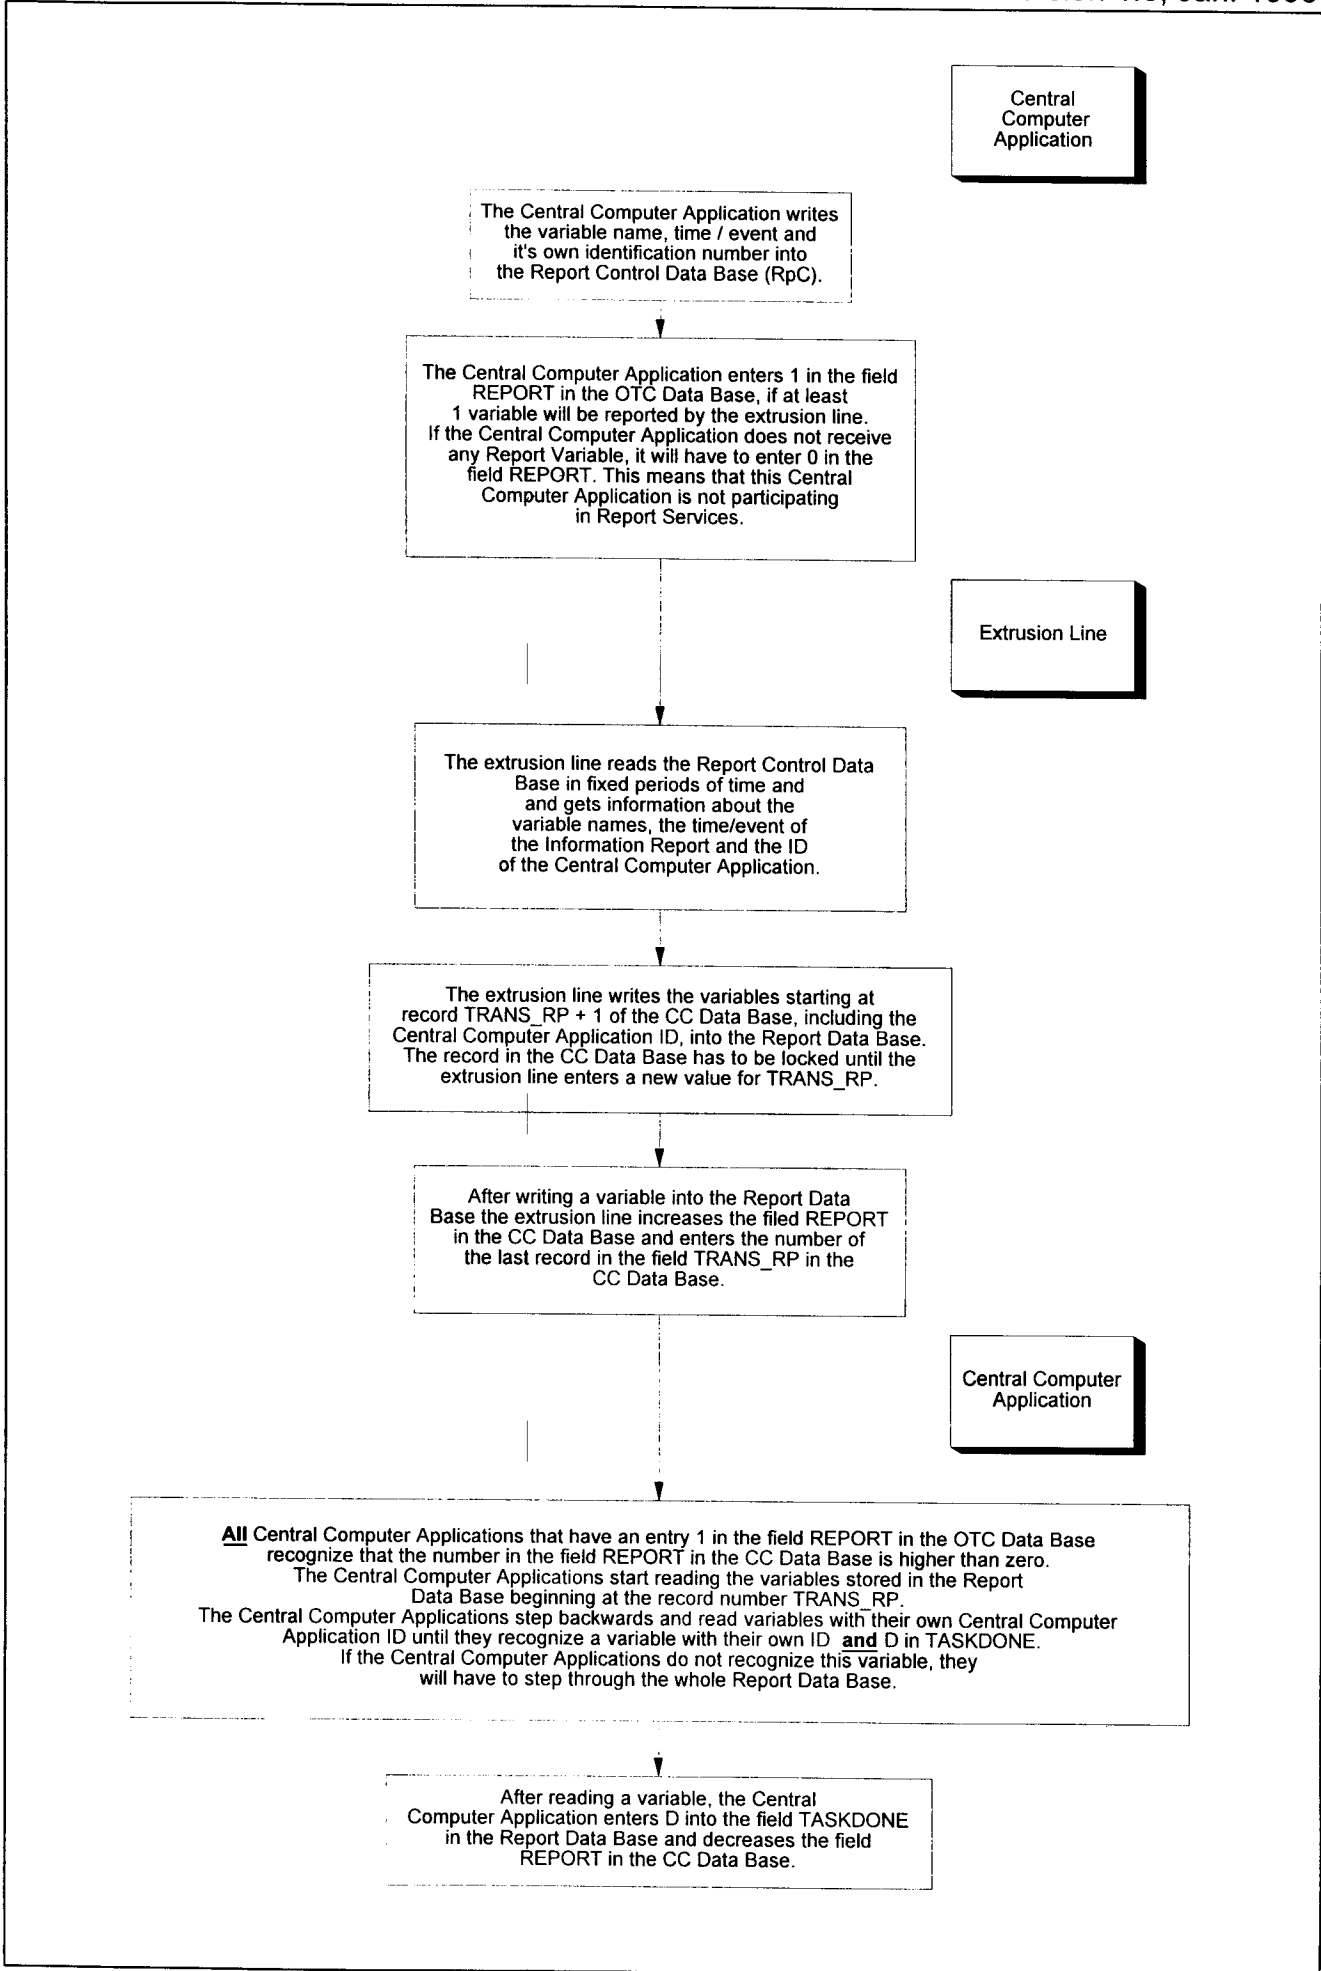 Central
Computer
Application
The Central Computer Application writes
the variable name, time / event and
it's own identification number into
the Report Control Data Base (RpC).
The Central Computer Application enters 1 in the field
REPORT in the OTC Data Base, if at least
1 variable will be reported by the extrusion line.
If the Central Computer Application does not receive
any Report Variable, it will have to enter 0 in the
field REPORT. This means that this Central
Computer Application is not participating
in Report Services.
Extrusion Line
The extrusion line reads the Report Control Data
Base in fixed periods of time and
and gets information about the
variable names, the time/event of
the Information Report and the ID
of the Central Computer Application.
The extrusion line writes the variables starting at
record TRANS_RP + 1 of the CC Data Base, including the
Central Computer Application ID, into the Report Data Base.
The record in the CC Data Base has to be locked until the
extrusion line enters a new value for TRANS_RP.
After writing a variable into the Report Data
Base the extrusion line increases the filed REPORT
in the CC Data Base and enters the number of
the last record in the field TRANS_RP in the
CC Data Base.
Central Computer
Application
All Central Computer Applications that have an entry 1 in the field REPORT in the OTC Data Base
recognize that the number in the field REPORT in the CC Data Base is higher than zero.
The Central Computer Applications start reading the variables stored in the Report
Data Base beginning at the record number TRANS_RP.
The Central Computer Applications step backwards and read variables with their own Central Computer
Application ID until they recognize a variable with their own ID and D in TASKDONE.
If the Central Computer Applications do not recognize this variable, they
will have to step through the whole Report Data Base.
After reading a variable, the Central
Computer Application enters D into the field TASKDONE
in the Report Data Base and decreases the field
REPORT in the CC Data Base.